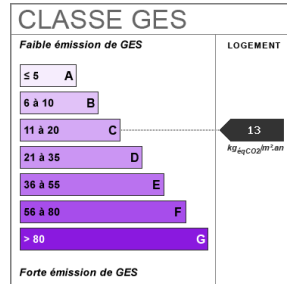 CLASSE GES
Faible émission de GES
LOGEMENT
≤ 5 A
6 à 10 B
11 à 20 C
13
kgéqCO2/m².an
21 à 35 D
36 à 55 E
56 à 80 F
> 80 G
Forte émission de GES